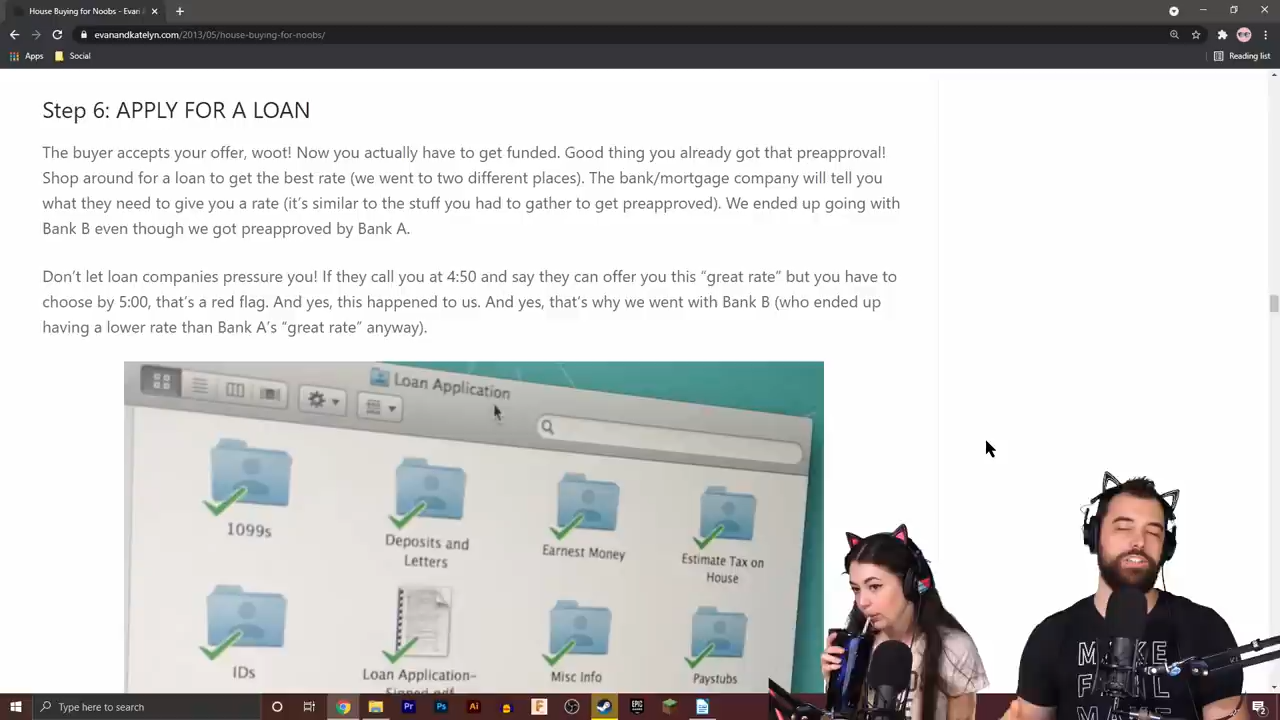 House Buying for Noobs - Evan
evanandkatelyn.com/2013/05/house-buying-for-noobs/
Apps
Social
Reading list
Step 6: APPLY FOR A LOAN
The buyer accepts your offer, woot! Now you actually have to get funded. Good thing you already got that preapproval!
Shop around for a loan to get the best rate (we went to two different places). The bank/mortgage company will tell you
what they need to give you a rate (it’s similar to the stuff you had to gather to get preapproved). We ended up going with
Bank B even though we got preapproved by Bank A.
Don’t let loan companies pressure you! If they call you at 4:50 and say they can offer you this “great rate” but you have to
choose by 5:00, that’s a red flag. And yes, this happened to us. And yes, that’s why we went with Bank B (who ended up
having a lower rate than Bank A’s “great rate” anyway).
Loan Application
1099s
Deposits and
Letters
Earnest Money
Estimate Tax on
House
IDs
Loan Application-
Signed.pdf
Misc Info
Paystubs
MAKE
FAIL
MAKE
Type here to search
Pr
Ps
Ai
EPIC
GAMES
2